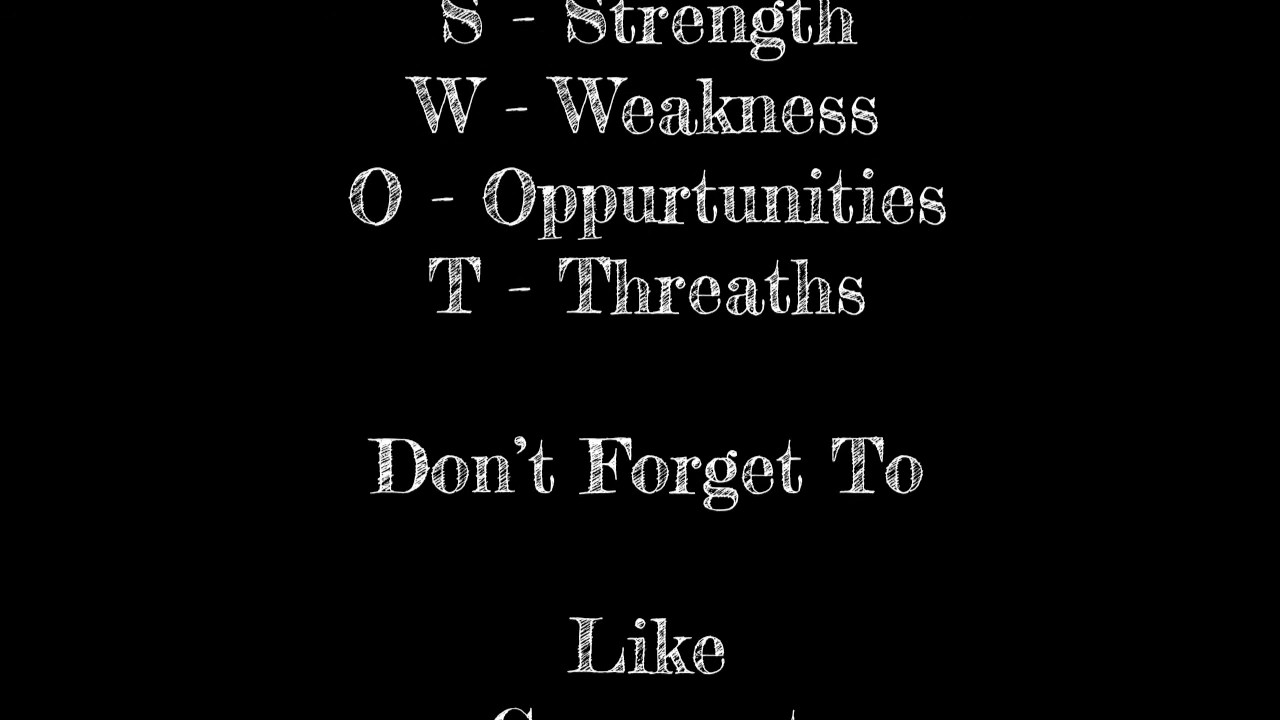 S - Strength
W - Weakness
O - Oppurtunities
T - Threaths
Don't Forget To
Like